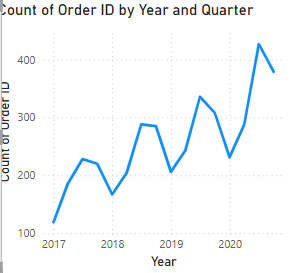 Count of Order ID by Year and Quarter
400
300
200
100
Count of Order ID
2017
2018
2019
2020
Year